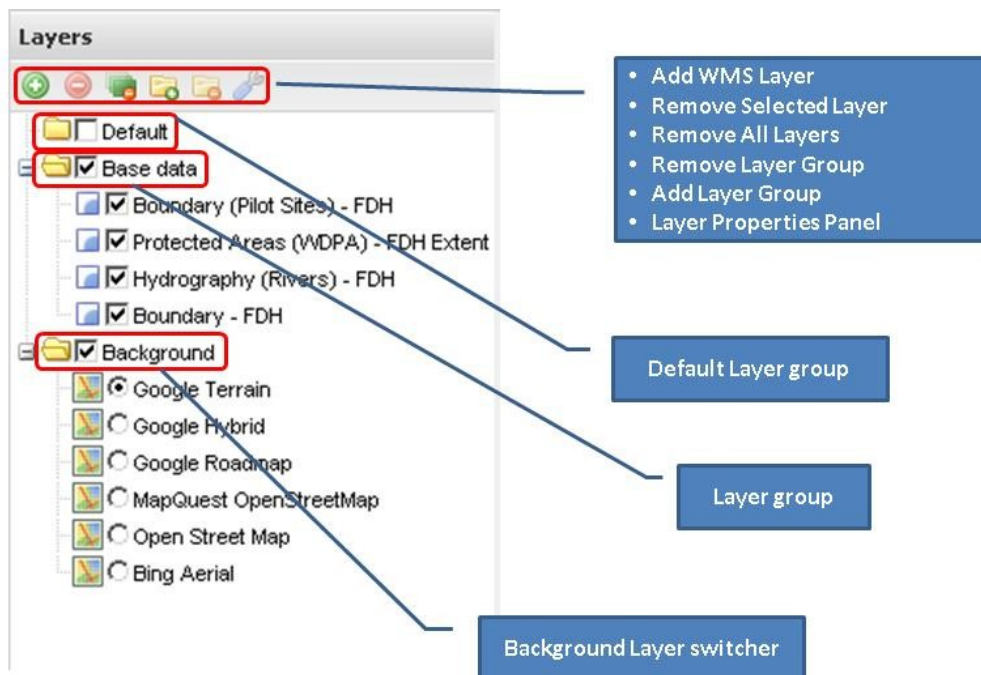 Layers
Default
Base data
Boundary (Pilot Sites) - FDH
Protected Areas (WDPA) - FDH Extent
Hydrography (Rivers) - FDH
Boundary - FDH
Background
Google Terrain
Google Hybrid
Google Roadmap
MapQuest OpenStreetMap
Open Street Map
Bing Aerial
• Add WMS Layer
• Remove Selected Layer
• Remove All Layers
• Remove Layer Group
• Add Layer Group
• Layer Properties Panel
Default Layer group
Layer group
Background Layer switcher